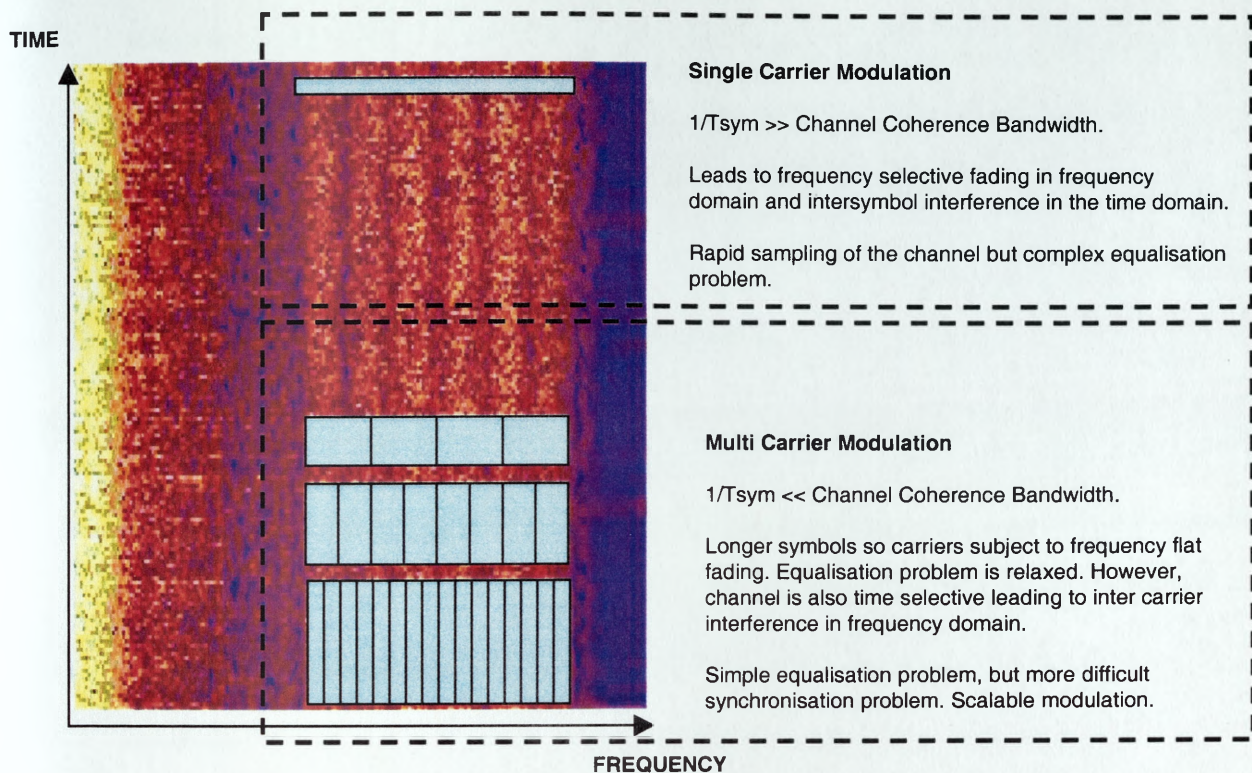 TIME
Single Carrier Modulation
1/Tsym >> Channel Coherence Bandwidth.
Leads to frequency selective fading in frequency
domain and intersymbol interference in the time domain.
Rapid sampling of the channel but complex equalisation
problem.
Multi Carrier Modulation
1/Tsym << Channel Coherence Bandwidth.
Longer symbols so carriers subject to frequency flat
fading. Equalisation problem is relaxed. However,
channel is also time selective leading to inter carrier
interference in frequency domain.
Simple equalisation problem, but more difficult
synchronisation problem. Scalable modulation.
FREQUENCY